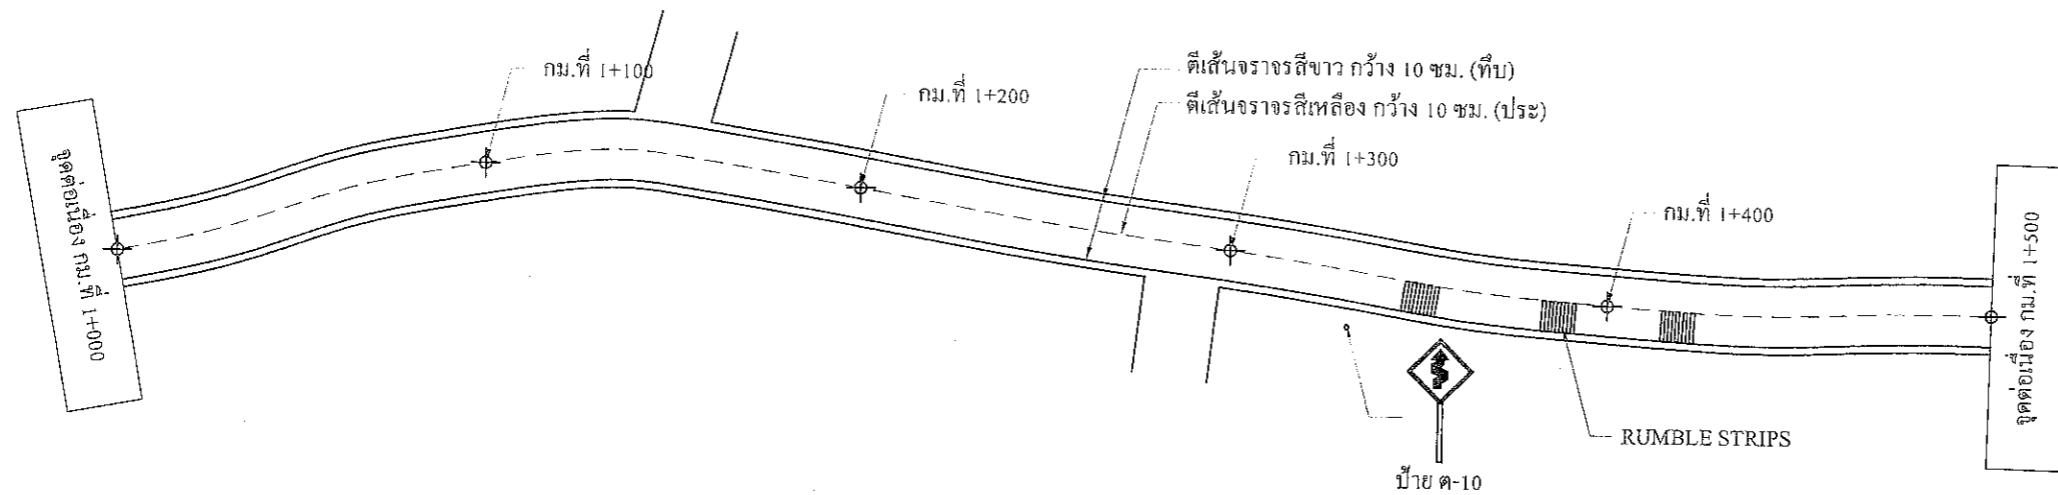 กม.ที่ 1+100
กม.ที่ 1+200
ตีเส้นจราจรสีขาว กว้าง 10 ซม. (ทึบ)
ตีเส้นจราจรสีเหลือง กว้าง 10 ซม. (ประ)
กม.ที่ 1+300
กม.ที่ 1+400
จุดต่อเนื่อง กม.ที่ 1+000
จุดต่อเนื่อง กม.ที่ 1+500
RUMBLE STRIPS
ป้าย ต-10